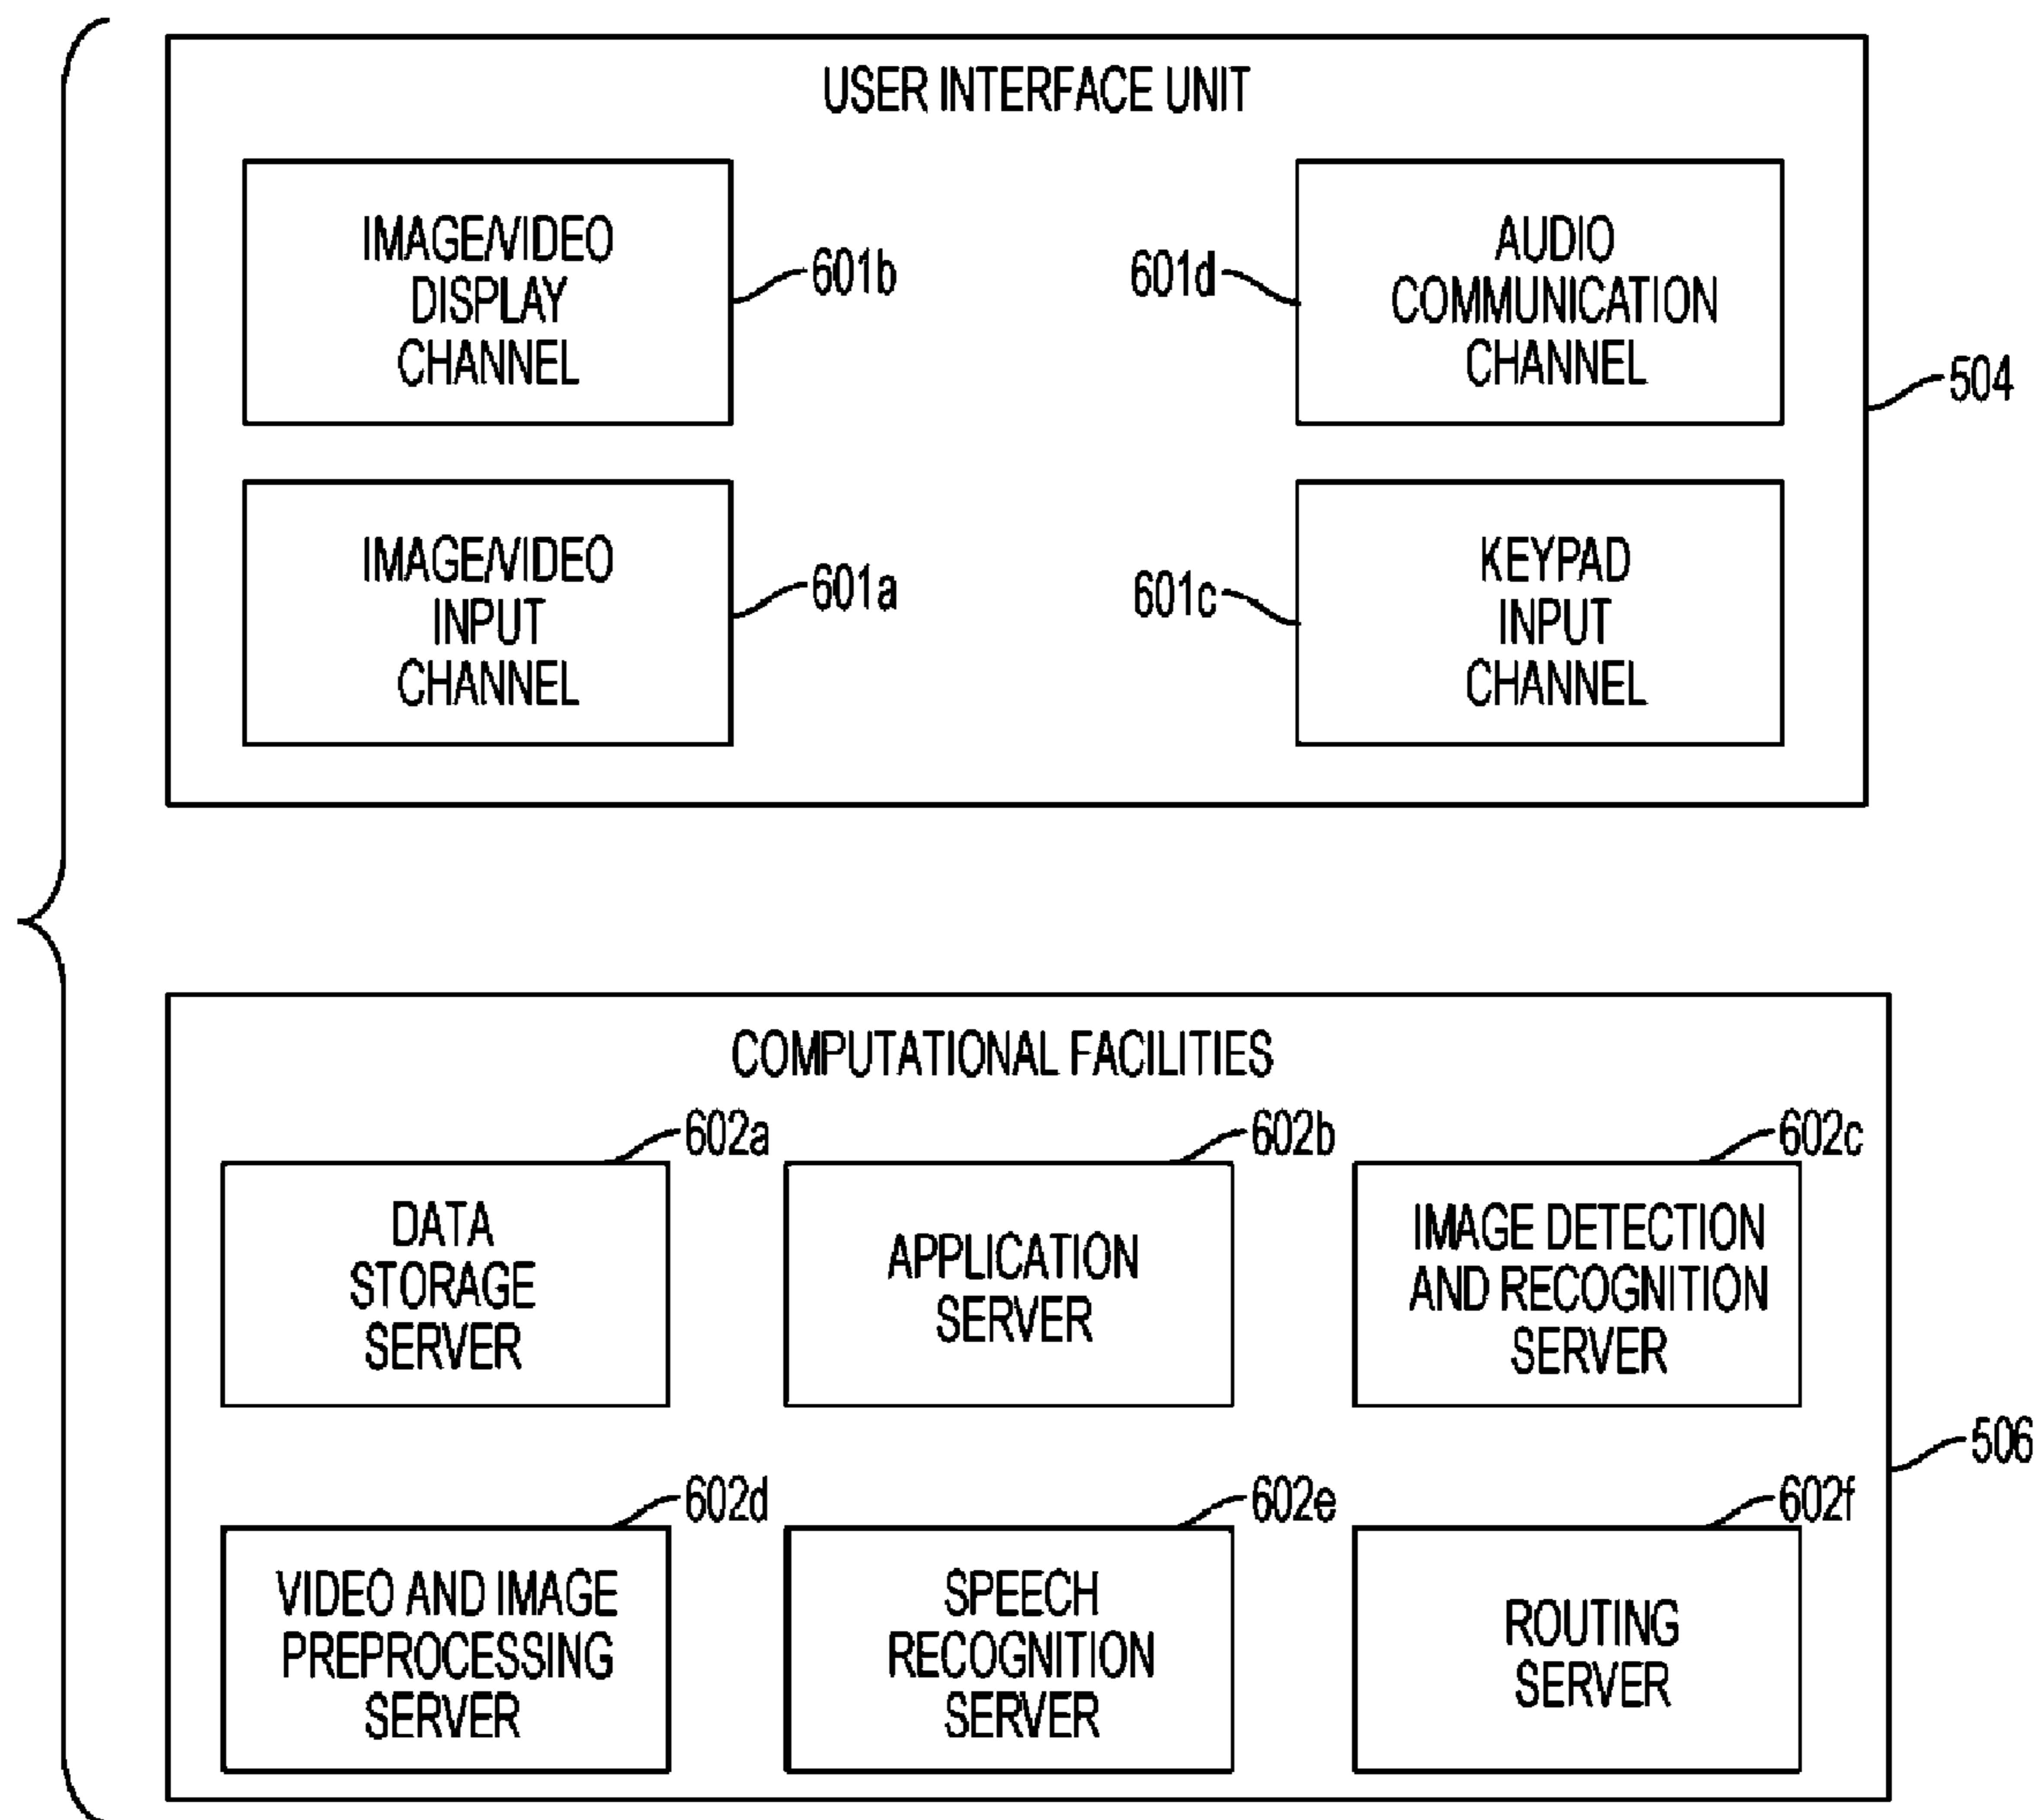 USER INTERFACE UNIT
IMAGE/VIDEO
DISPLAY
CHANNEL
601b
601d
AUDIO
COMMUNICATION
CHANNEL
504
IMAGE/VIDEO
INPUT
CHANNEL
601a
601c
KEYPAD
INPUT
CHANNEL
COMPUTATIONAL FACILITIES
602a
DATA
STORAGE
SERVER
602b
APPLICATION
SERVER
602c
IMAGE DETECTION
AND RECOGNITION
SERVER
506
602d
VIDEO AND IMAGE
PREPROCESSING
SERVER
602e
SPEECH
RECOGNITION
SERVER
602f
ROUTING
SERVER